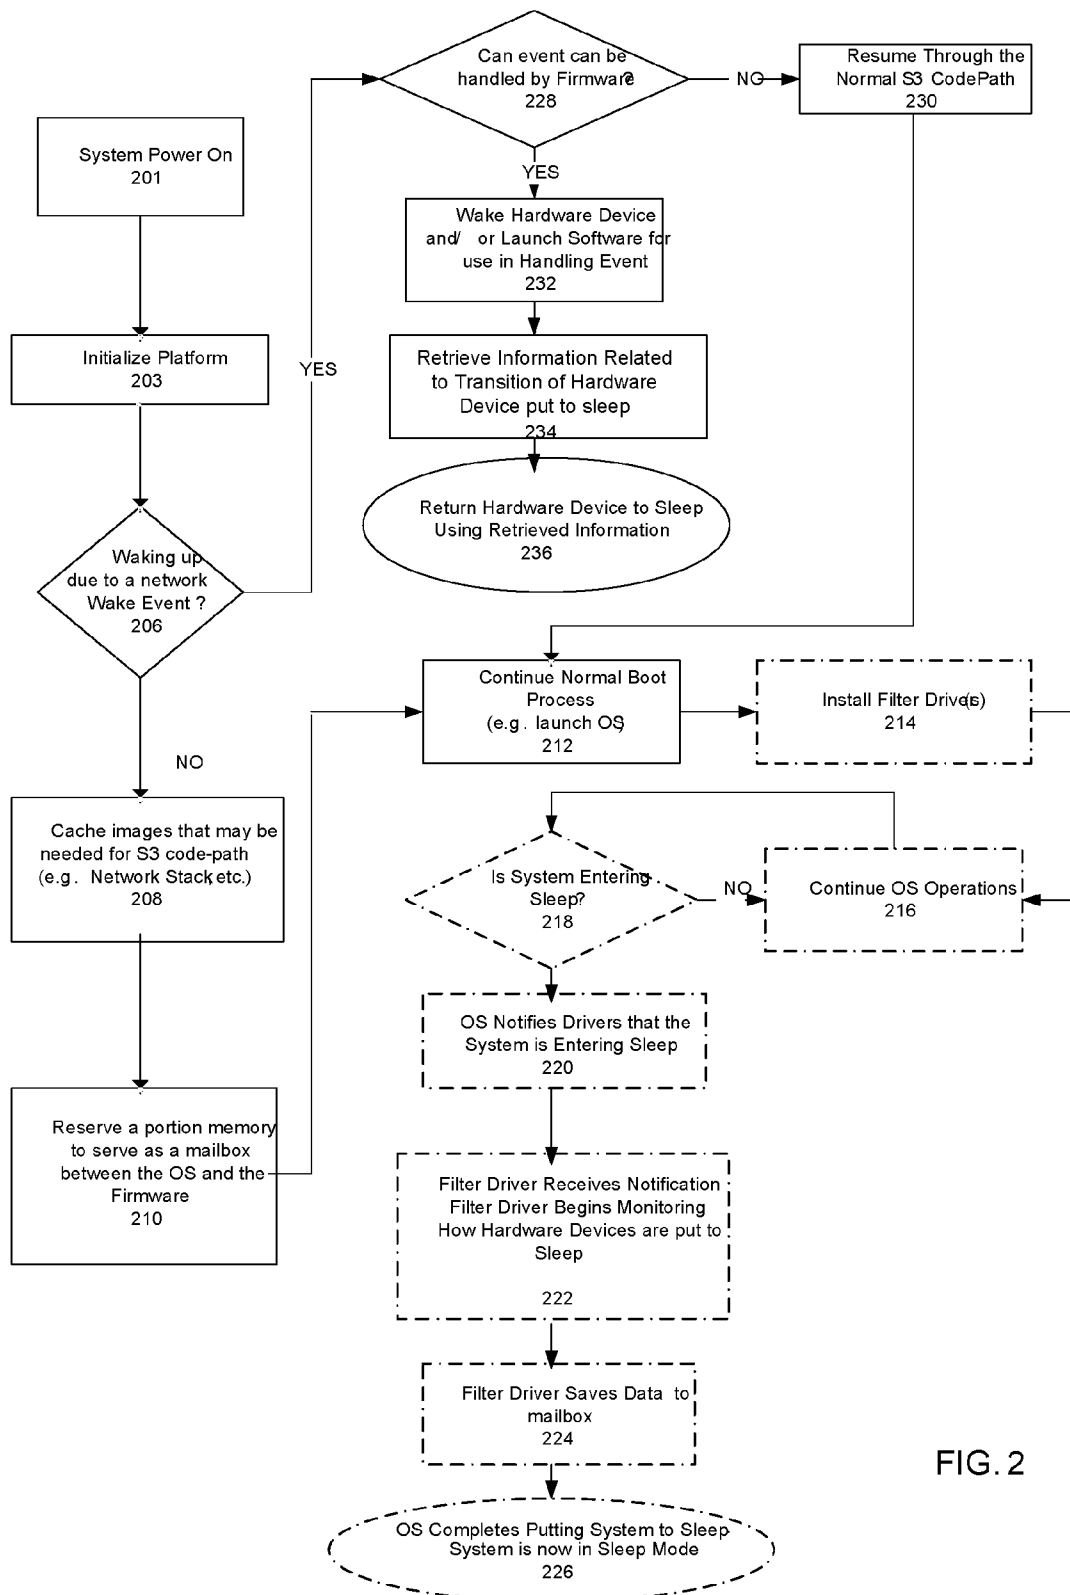 Can event can be
handled by Firmware?
228
NO
Resume Through the
Normal S3 CodePath
230
System Power On
201
YES
Wake Hardware Device
and/ or Launch Software for
use in Handling Event
232
Initialize Platform
203
YES
Retrieve Information Related
to Transition of Hardware
Device put to sleep
234
Return Hardware Device to Sleep
Using Retrieved Information
236
Waking up
due to a network
Wake Event ?
206
NO
Continue Normal Boot
Process
(e.g. launch OS)
212
Install Filter Driver(s)
214
Cache images that may be
needed for S3 code-path
(e.g. Network Stack, etc.)
208
Is System Entering
Sleep?
218
NO
Continue OS Operations
216
OS Notifies Drivers that the
System is Entering Sleep
220
Reserve a portion memory
to serve as a mailbox
between the OS and the
Firmware
210
Filter Driver Receives Notification
Filter Driver Begins Monitoring
How Hardware Devices are put to
Sleep
222
Filter Driver Saves Data to
mailbox
224
OS Completes Putting System to Sleep
System is now in Sleep Mode
226
FIG. 2